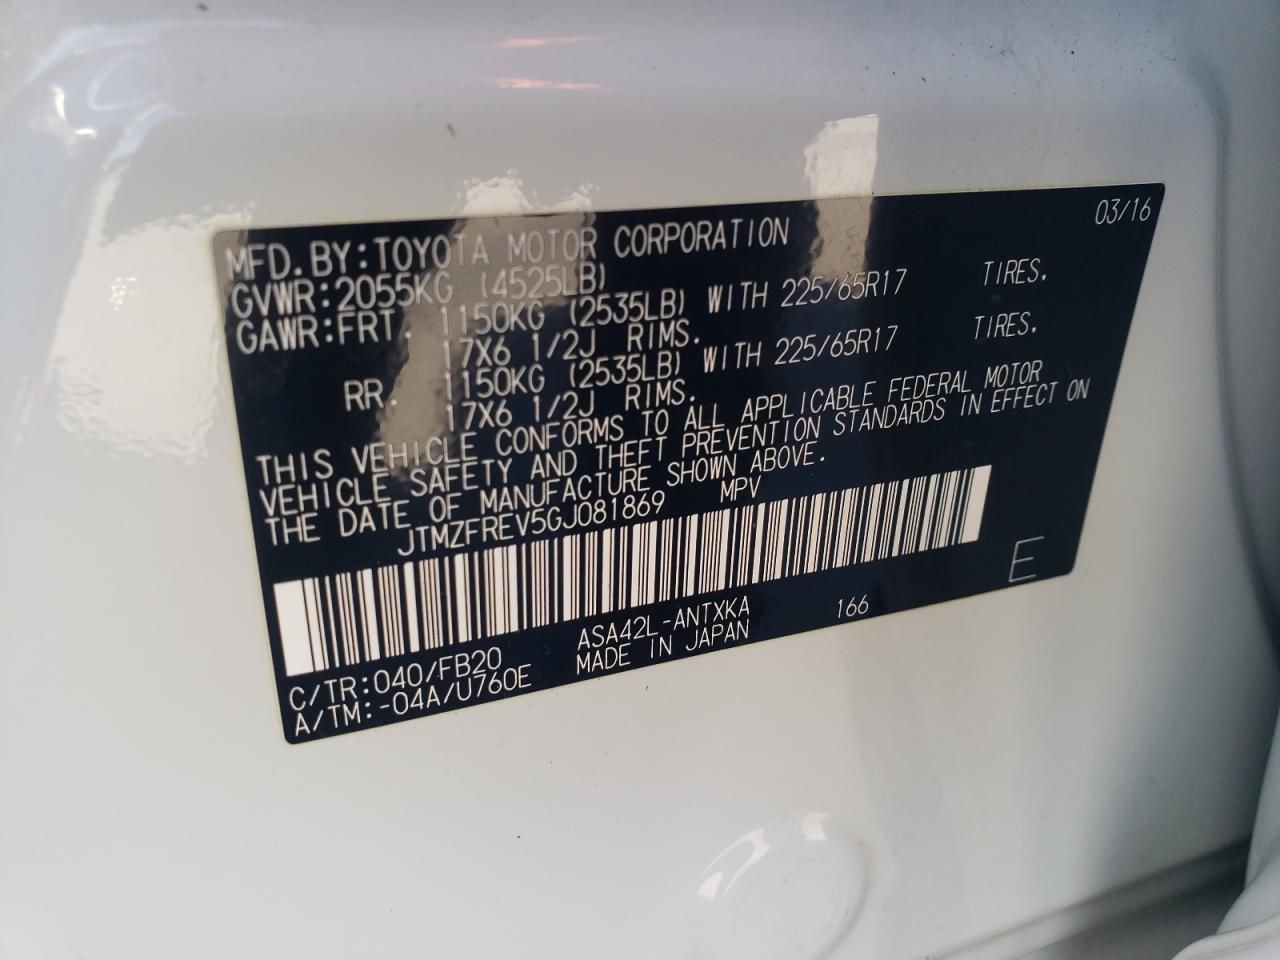 03/16
MFD.BY:TOYOTA MOTOR CORPORATION
GVWR:2055KG (4525LB)
GAWR:FRT. 1150KG (2535LB) WITH 225/65R17 TIRES.
17X6 1/2J RIMS.
RR. 1150KG (2535LB) WITH 225/65R17 TIRES.
17X6 1/2J RIMS.
THIS VEHICLE CONFORMS TO ALL APPLICABLE FEDERAL MOTOR
VEHICLE SAFETY AND THEFT PREVENTION STANDARDS IN EFFECT ON
THE DATE OF MANUFACTURE SHOWN ABOVE.
JTMZFREV5GJ081869 MPV
E
C/TR:040/FB20 ASA42L-ANTXKA 166
A/TM:-04A/U760E MADE IN JAPAN